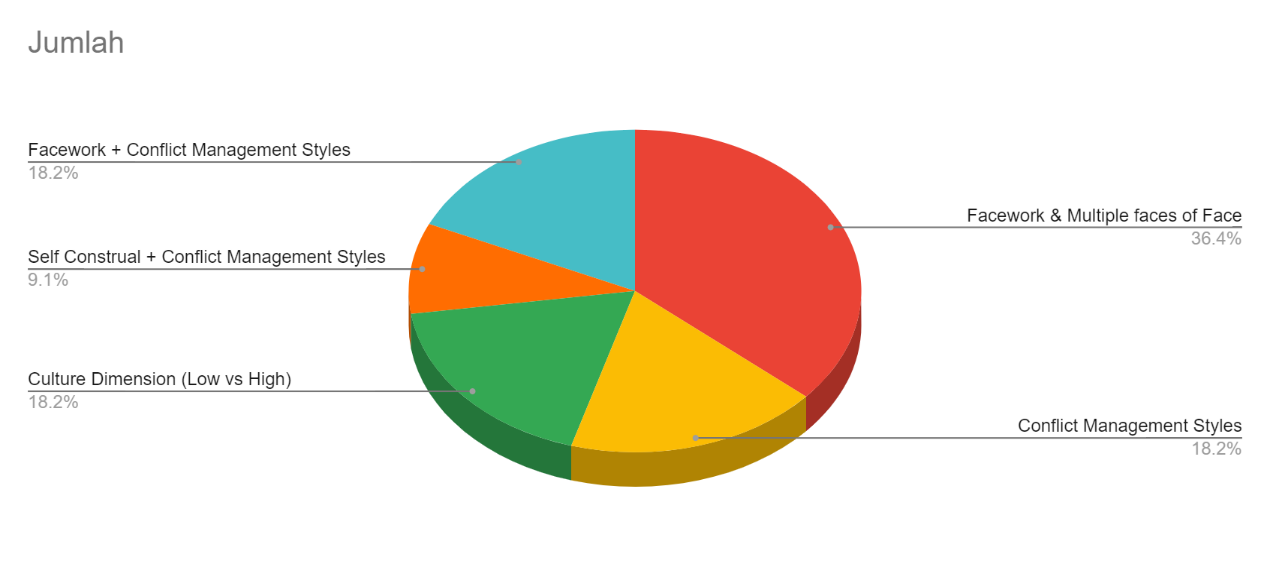 Jumlah
Facework + Conflict Management Styles
18.2%
Self Construal + Conflict Management Styles
9.1%
Culture Dimension (Low vs High)
18.2%
Facework & Multiple faces of Face
36.4%
Conflict Management Styles
18.2%